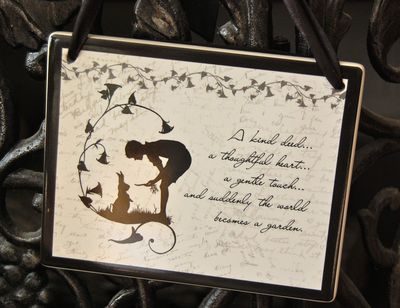 A kind deed...
a thoughtful heart...
a gentle touch...
and suddenly the world
becomes a garden.